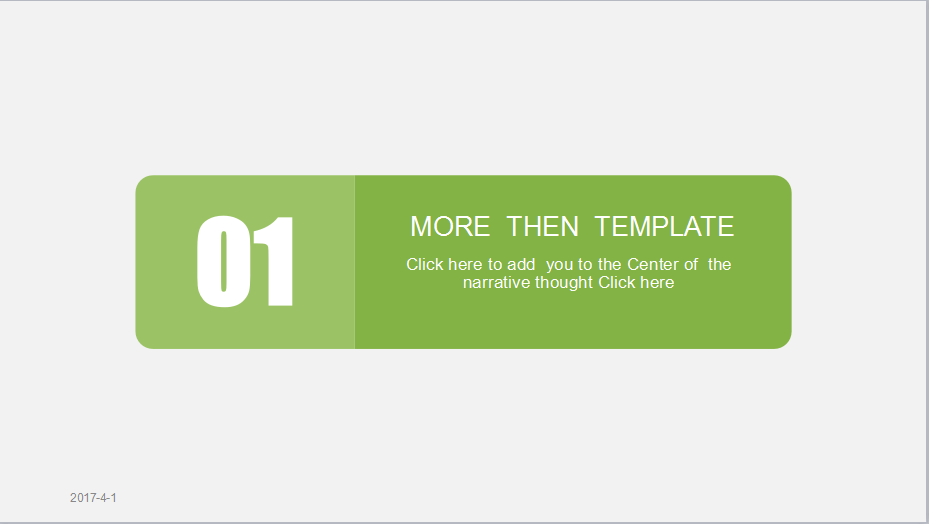 01
MORE THEN TEMPLATE
Click here to add you to the Center of the
narrative thought Click here
2017-4-1